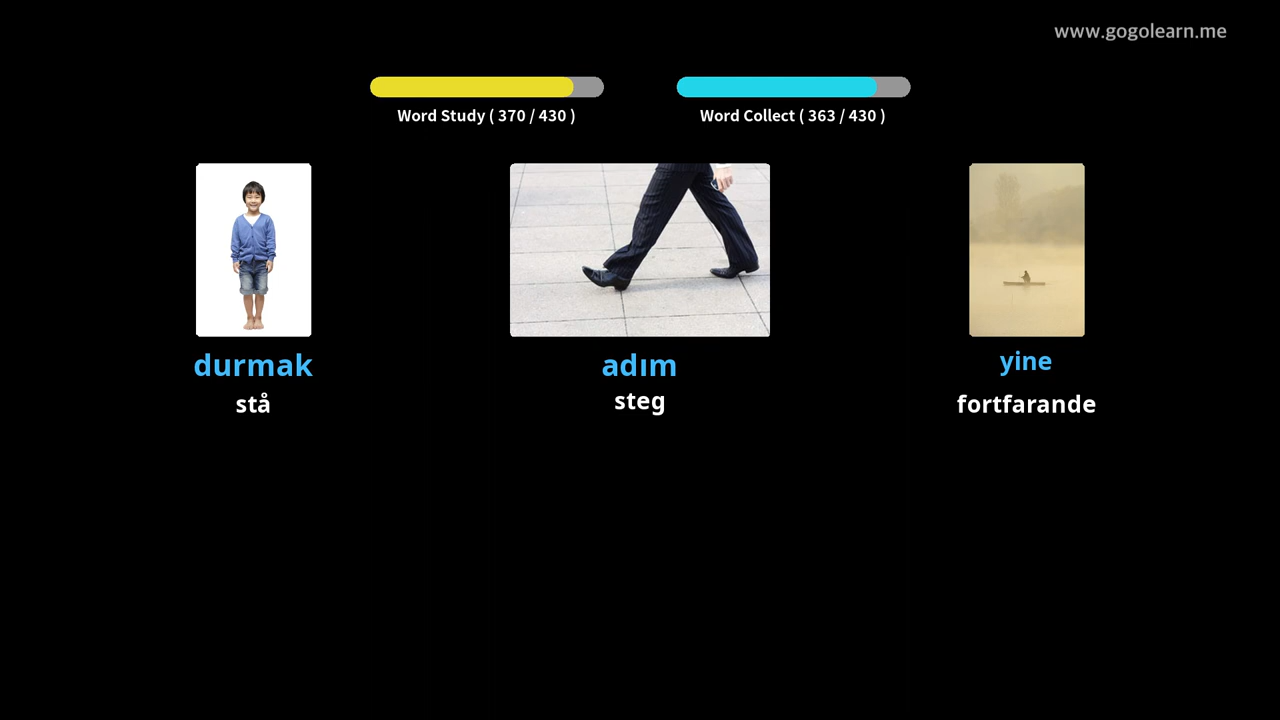 www.gogolearn.me
Word Study ( 370 / 430 )
Word Collect ( 363 / 430 )
durmak
stå
adım
steg
yine
fortfarande